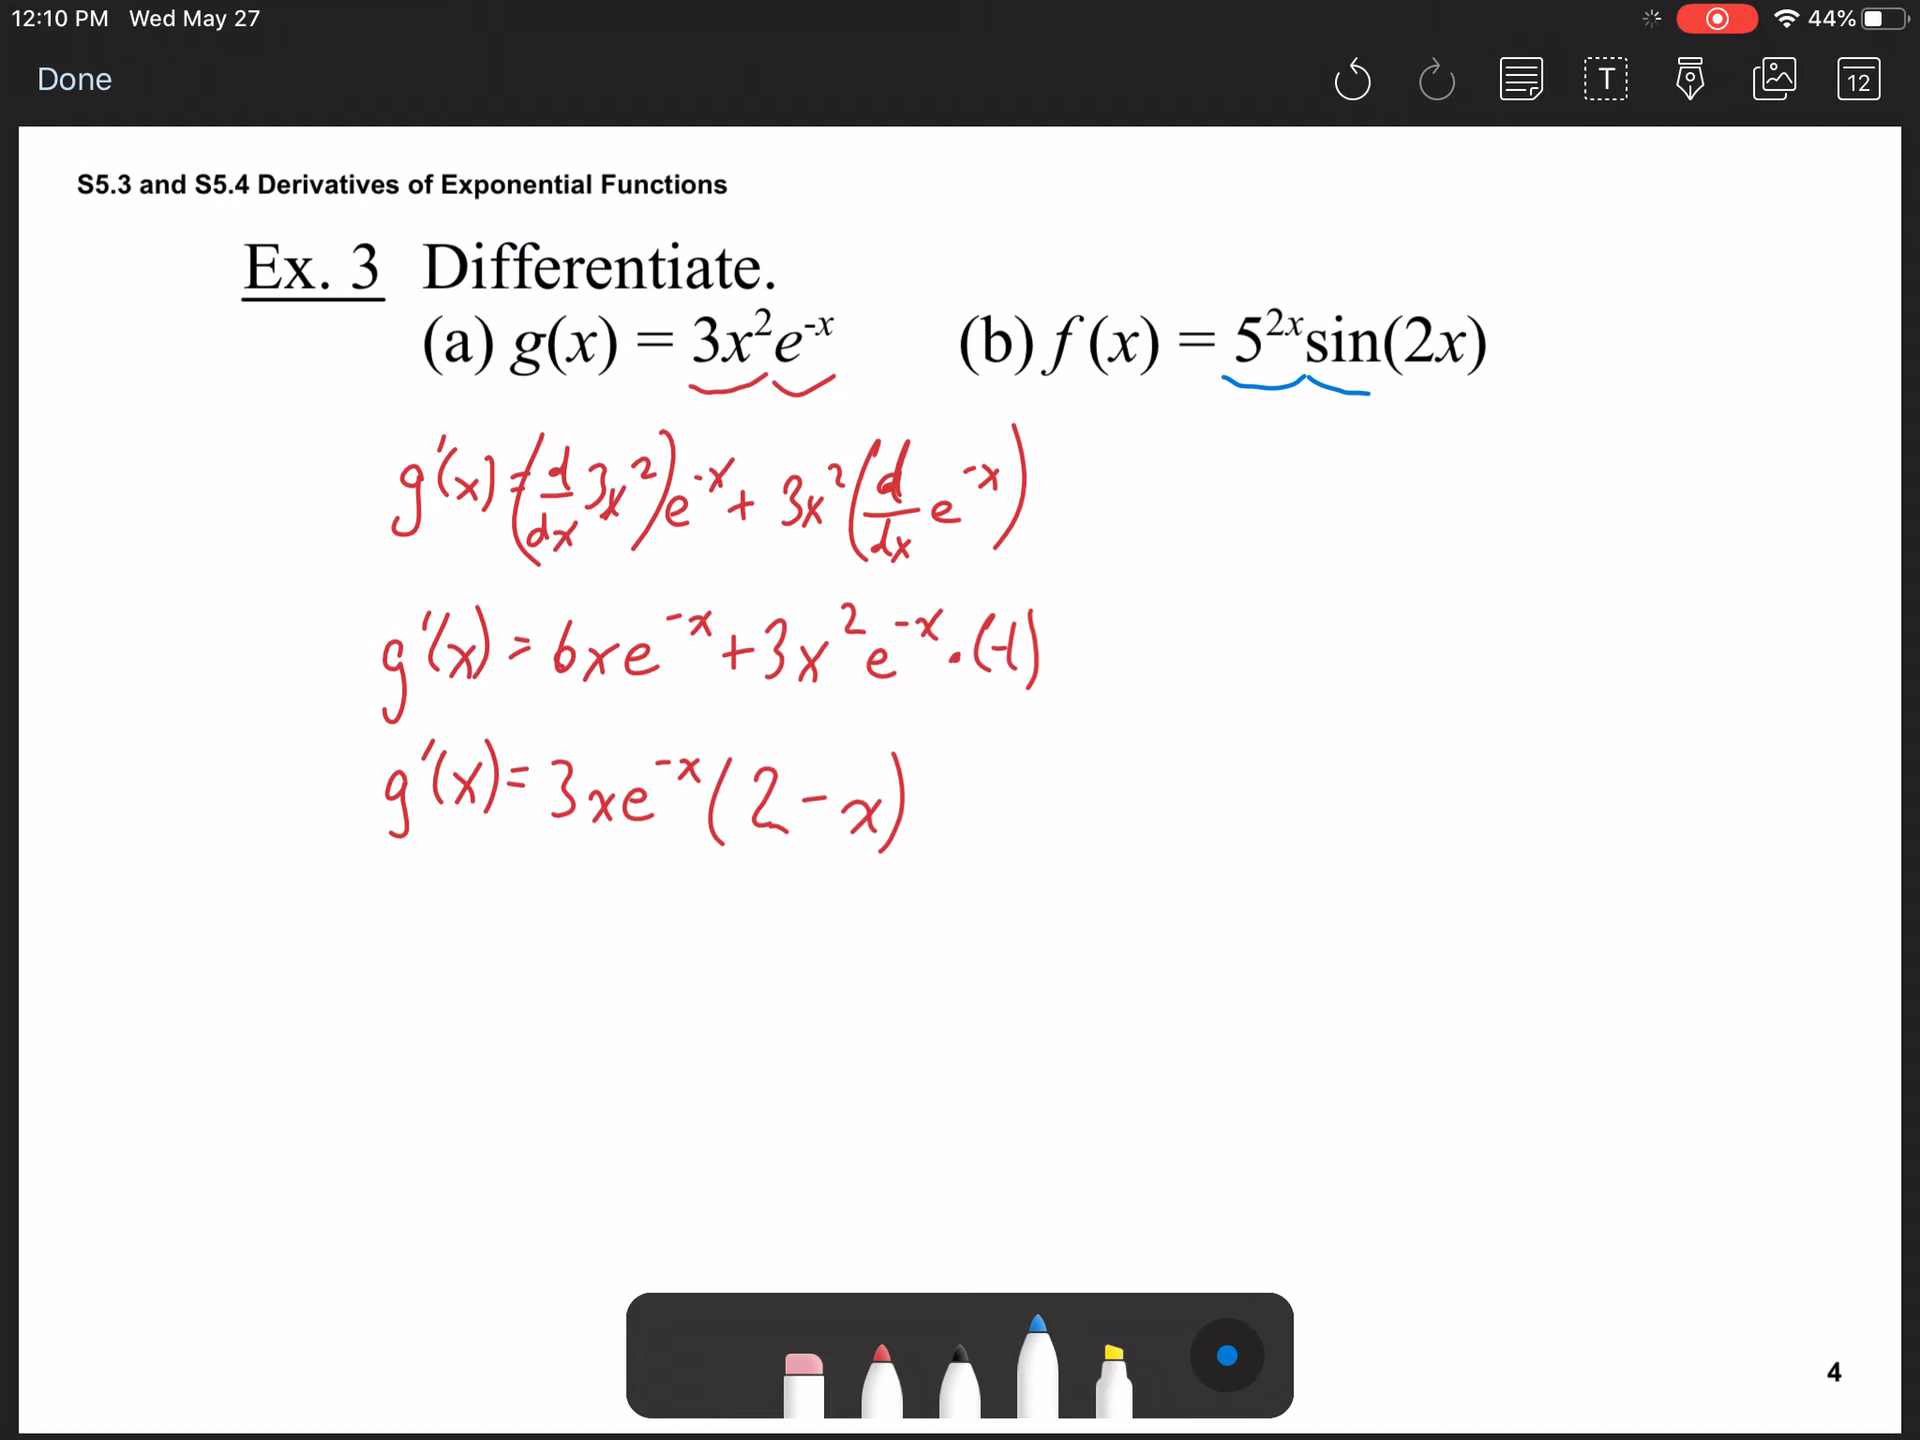 12:10 PM Wed May 27
44%
Done
T
12
S5.3 and S5.4 Derivatives of Exponential Functions
Ex. 3 Differentiate.
(a) g(x) = 3x²e⁻ˣ (b) f(x) = 5²ˣsin(2x)
g'(x) = (d/dx 3x²)e⁻ˣ + 3x²(d/dx e⁻ˣ)
g'(x) = 6xe⁻ˣ + 3x²e⁻ˣ · (-1)
g'(x) = 3xe⁻ˣ(2 - x)
4